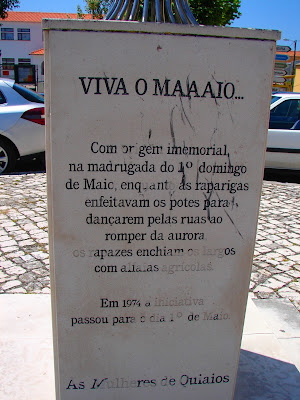 VIVA O MAAAIO...
Com origem imemorial,
na madrugada do 1º domingo
de Maio, enquanto as raparigas
enfeitavam os potes para
dançarem pelas ruas ao
romper da aurora
os rapazes enchiam os largos
com alfaias agrícolas.
Em 1974 a iniciativa
passou para o dia 1º de Maio.
As Mulheres de Quiaios